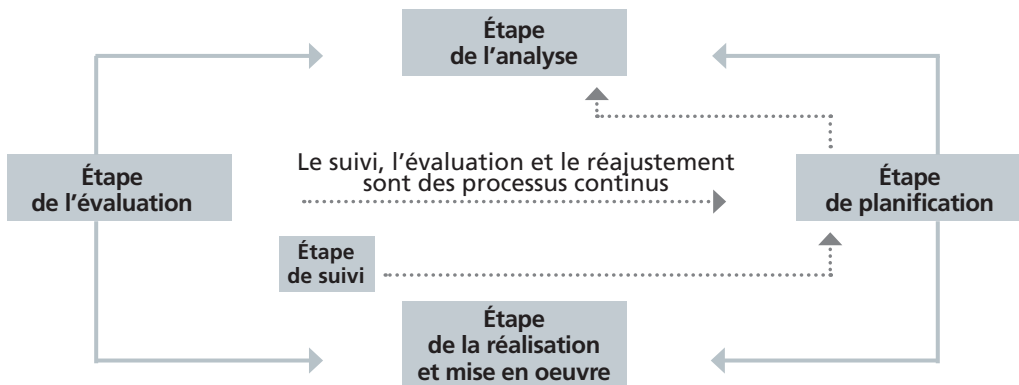 Étape
de l’analyse
Étape
de l’évaluation
Le suivi, l’évaluation et le réajustement
sont des processus continus
Étape
de planification
Étape
de suivi
Étape
de la réalisation
et mise en oeuvre